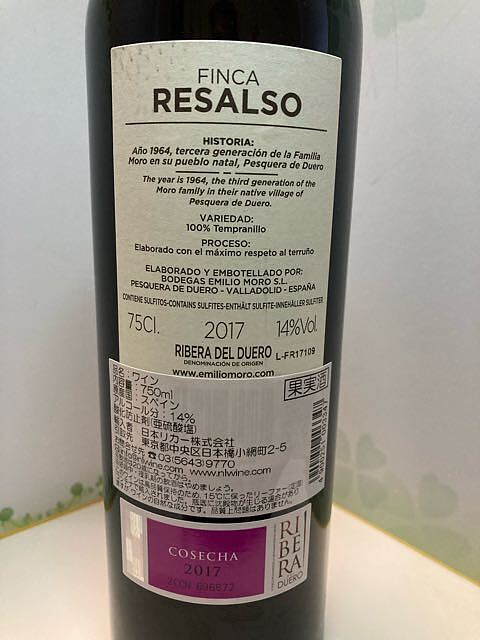 FINCA
RESALSO
HISTORIA:
Año 1964, tercera generación de la Familia
Moro en su pueblo natal, Pesquera de Duero
The year is 1964, the third generation of the
Moro family in their native village of
Pesquera de Duero.
VARIEDAD:
100% Tempranillo
PROCESO:
Elaborado con el máximo respeto al terruño
ELABORADO Y EMBOTELLADO POR:
BODEGAS EMILIO MORO S.L.
PESQUERA DE DUERO - VALLADOLID - ESPAÑA
CONTIENE SULFITOS-CONTAINS SULFITES-ENTHÄLT SULFITE-INNEHÅLLER SULFITER
75Cl. 2017 14%Vol.
RIBERA DEL DUERO L-FR17109
DENOMINACIÓN DE ORIGEN
www.emiliomoro.com
品名：ワイン
果実酒
内容量：750ml
原産国：スペイン
アルコール分：14%
酸化防止剤(亜硫酸塩)
輸入者 日本リカー株式会社
東京都中央区日本橋小網町2-5
☎03(5643)9770
www.nlwine.com
COSECHA
2017
RIBERA
DUERO